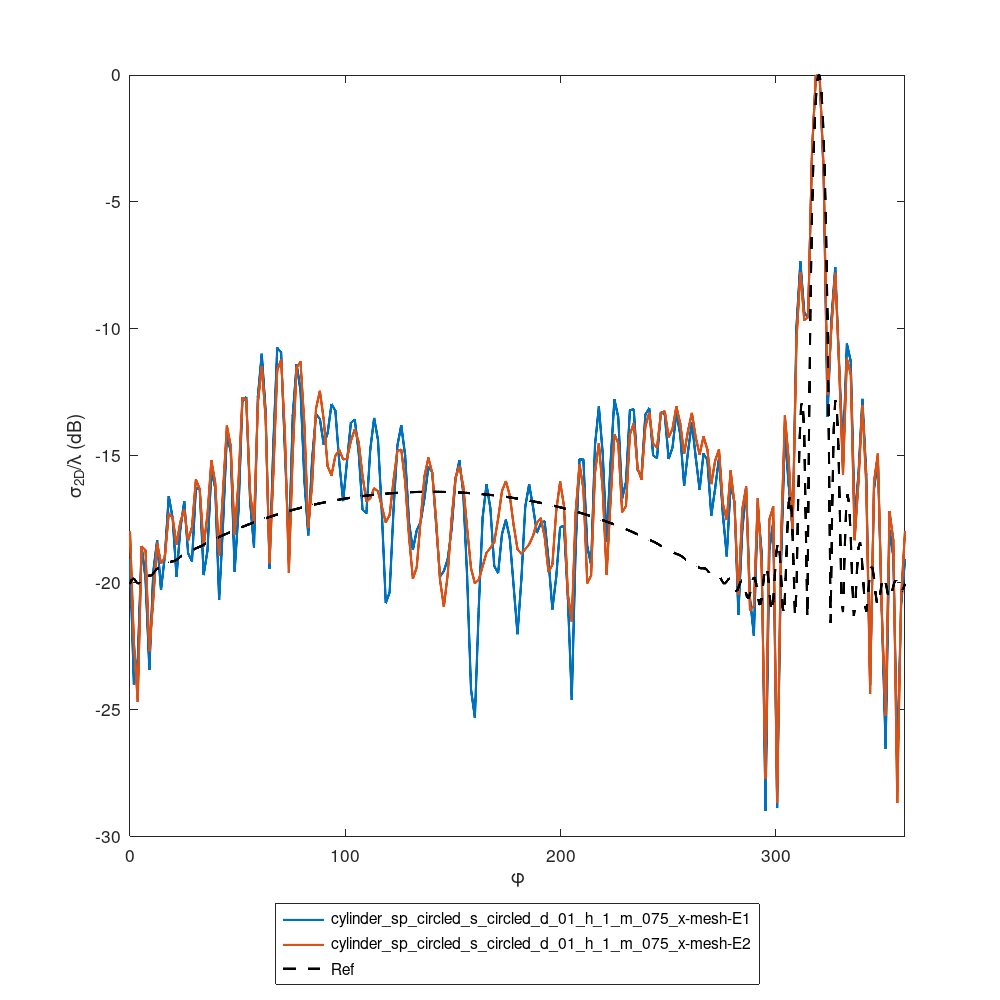 0
-5
-10
-15
-20
-25
-30
σ2D/λ (dB)
0 100 200 300
φ
cylinder_sp_circled_s_circled_d_01_h_1_m_075_x-mesh-E1
cylinder_sp_circled_s_circled_d_01_h_1_m_075_x-mesh-E2
Ref